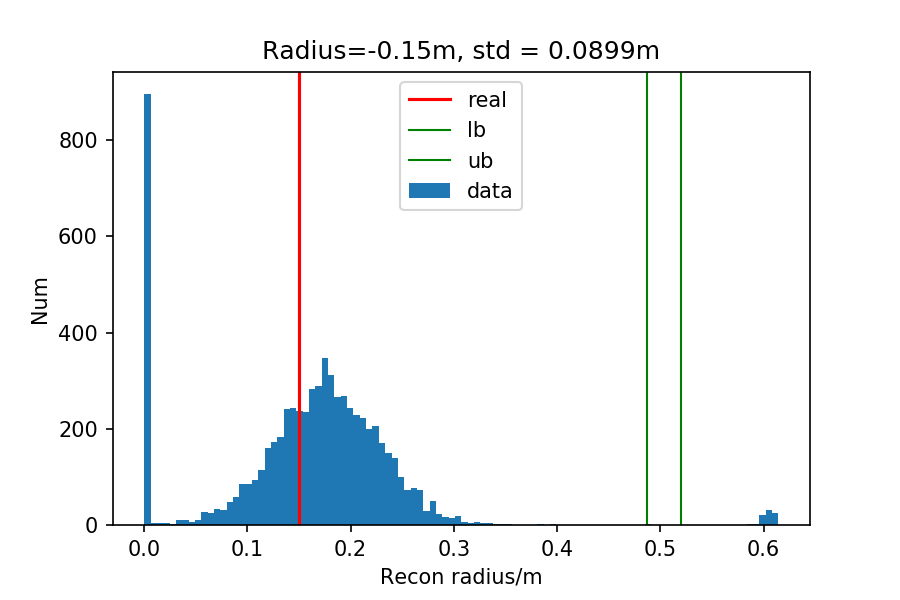 Radius=-0.15m, std = 0.0899m
real
lb
ub
data
800
600
400
200
0
Num
0.0 0.1 0.2 0.3 0.4 0.5 0.6
Recon radius/m